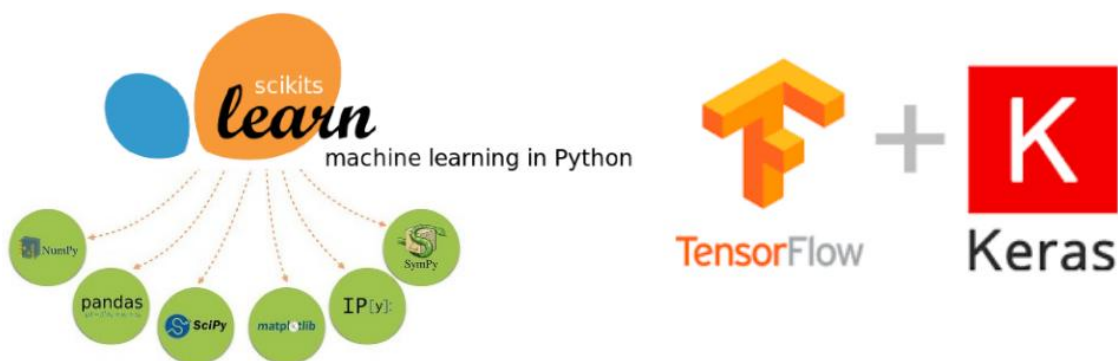 scikits
learn
machine learning in Python
NumPy
pandas
SciPy
matplotlib
IP[y]:
SymPy
TensorFlow
+
K
Keras